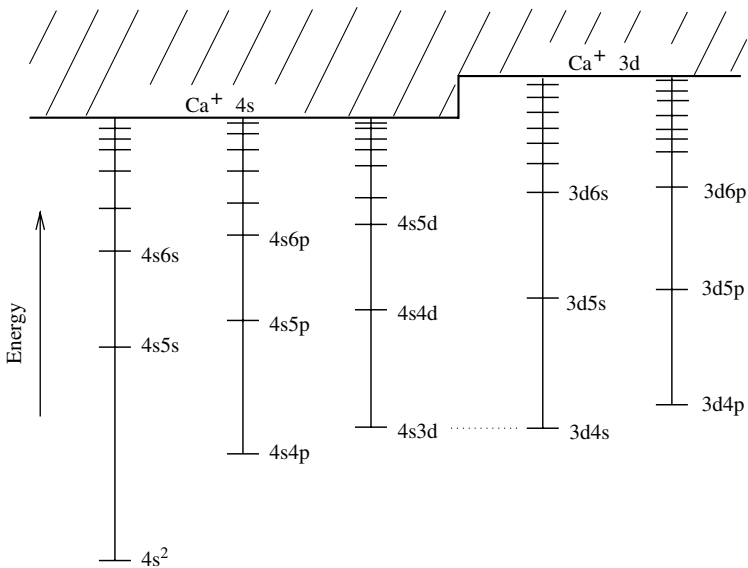 Ca⁺ 3d
Ca⁺ 4s
3d6s
3d6p
4s5d
4s6p
4s6s
3d5p
3d5s
4s4d
4s5p
4s5s
Energy
3d4p
4s3d
3d4s
4s4p
4s²